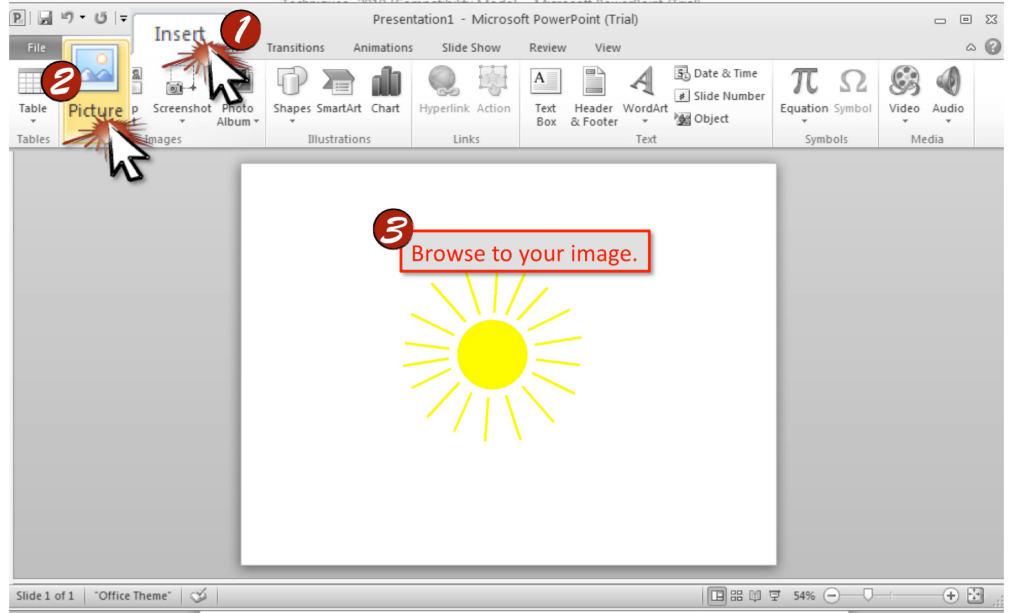 Presentation1 - Microsoft PowerPoint (Trial)
File Insert Transitions Animations Slide Show Review View
1
2
Table Picture Screenshot Photo Album Shapes SmartArt Chart Hyperlink Action Text Box Header & Footer WordArt Date & Time
Slide Number
Object
Equation Symbol Video Audio
Tables Images Illustrations Links Text Symbols Media
3
Browse to your image.
Slide 1 of 1 "Office Theme" 54%